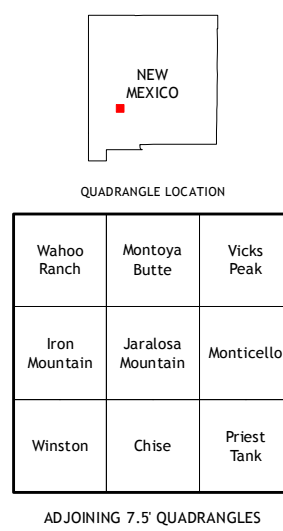 NEW
MEXICO
QUADRANGLE LOCATION
Wahoo
Ranch
Montoya
Butte
Vicks
Peak
Iron
Mountain
Jaralosa
Mountain
Monticello
Winston
Chise
Priest
Tank
ADJOINING 7.5' QUADRANGLES